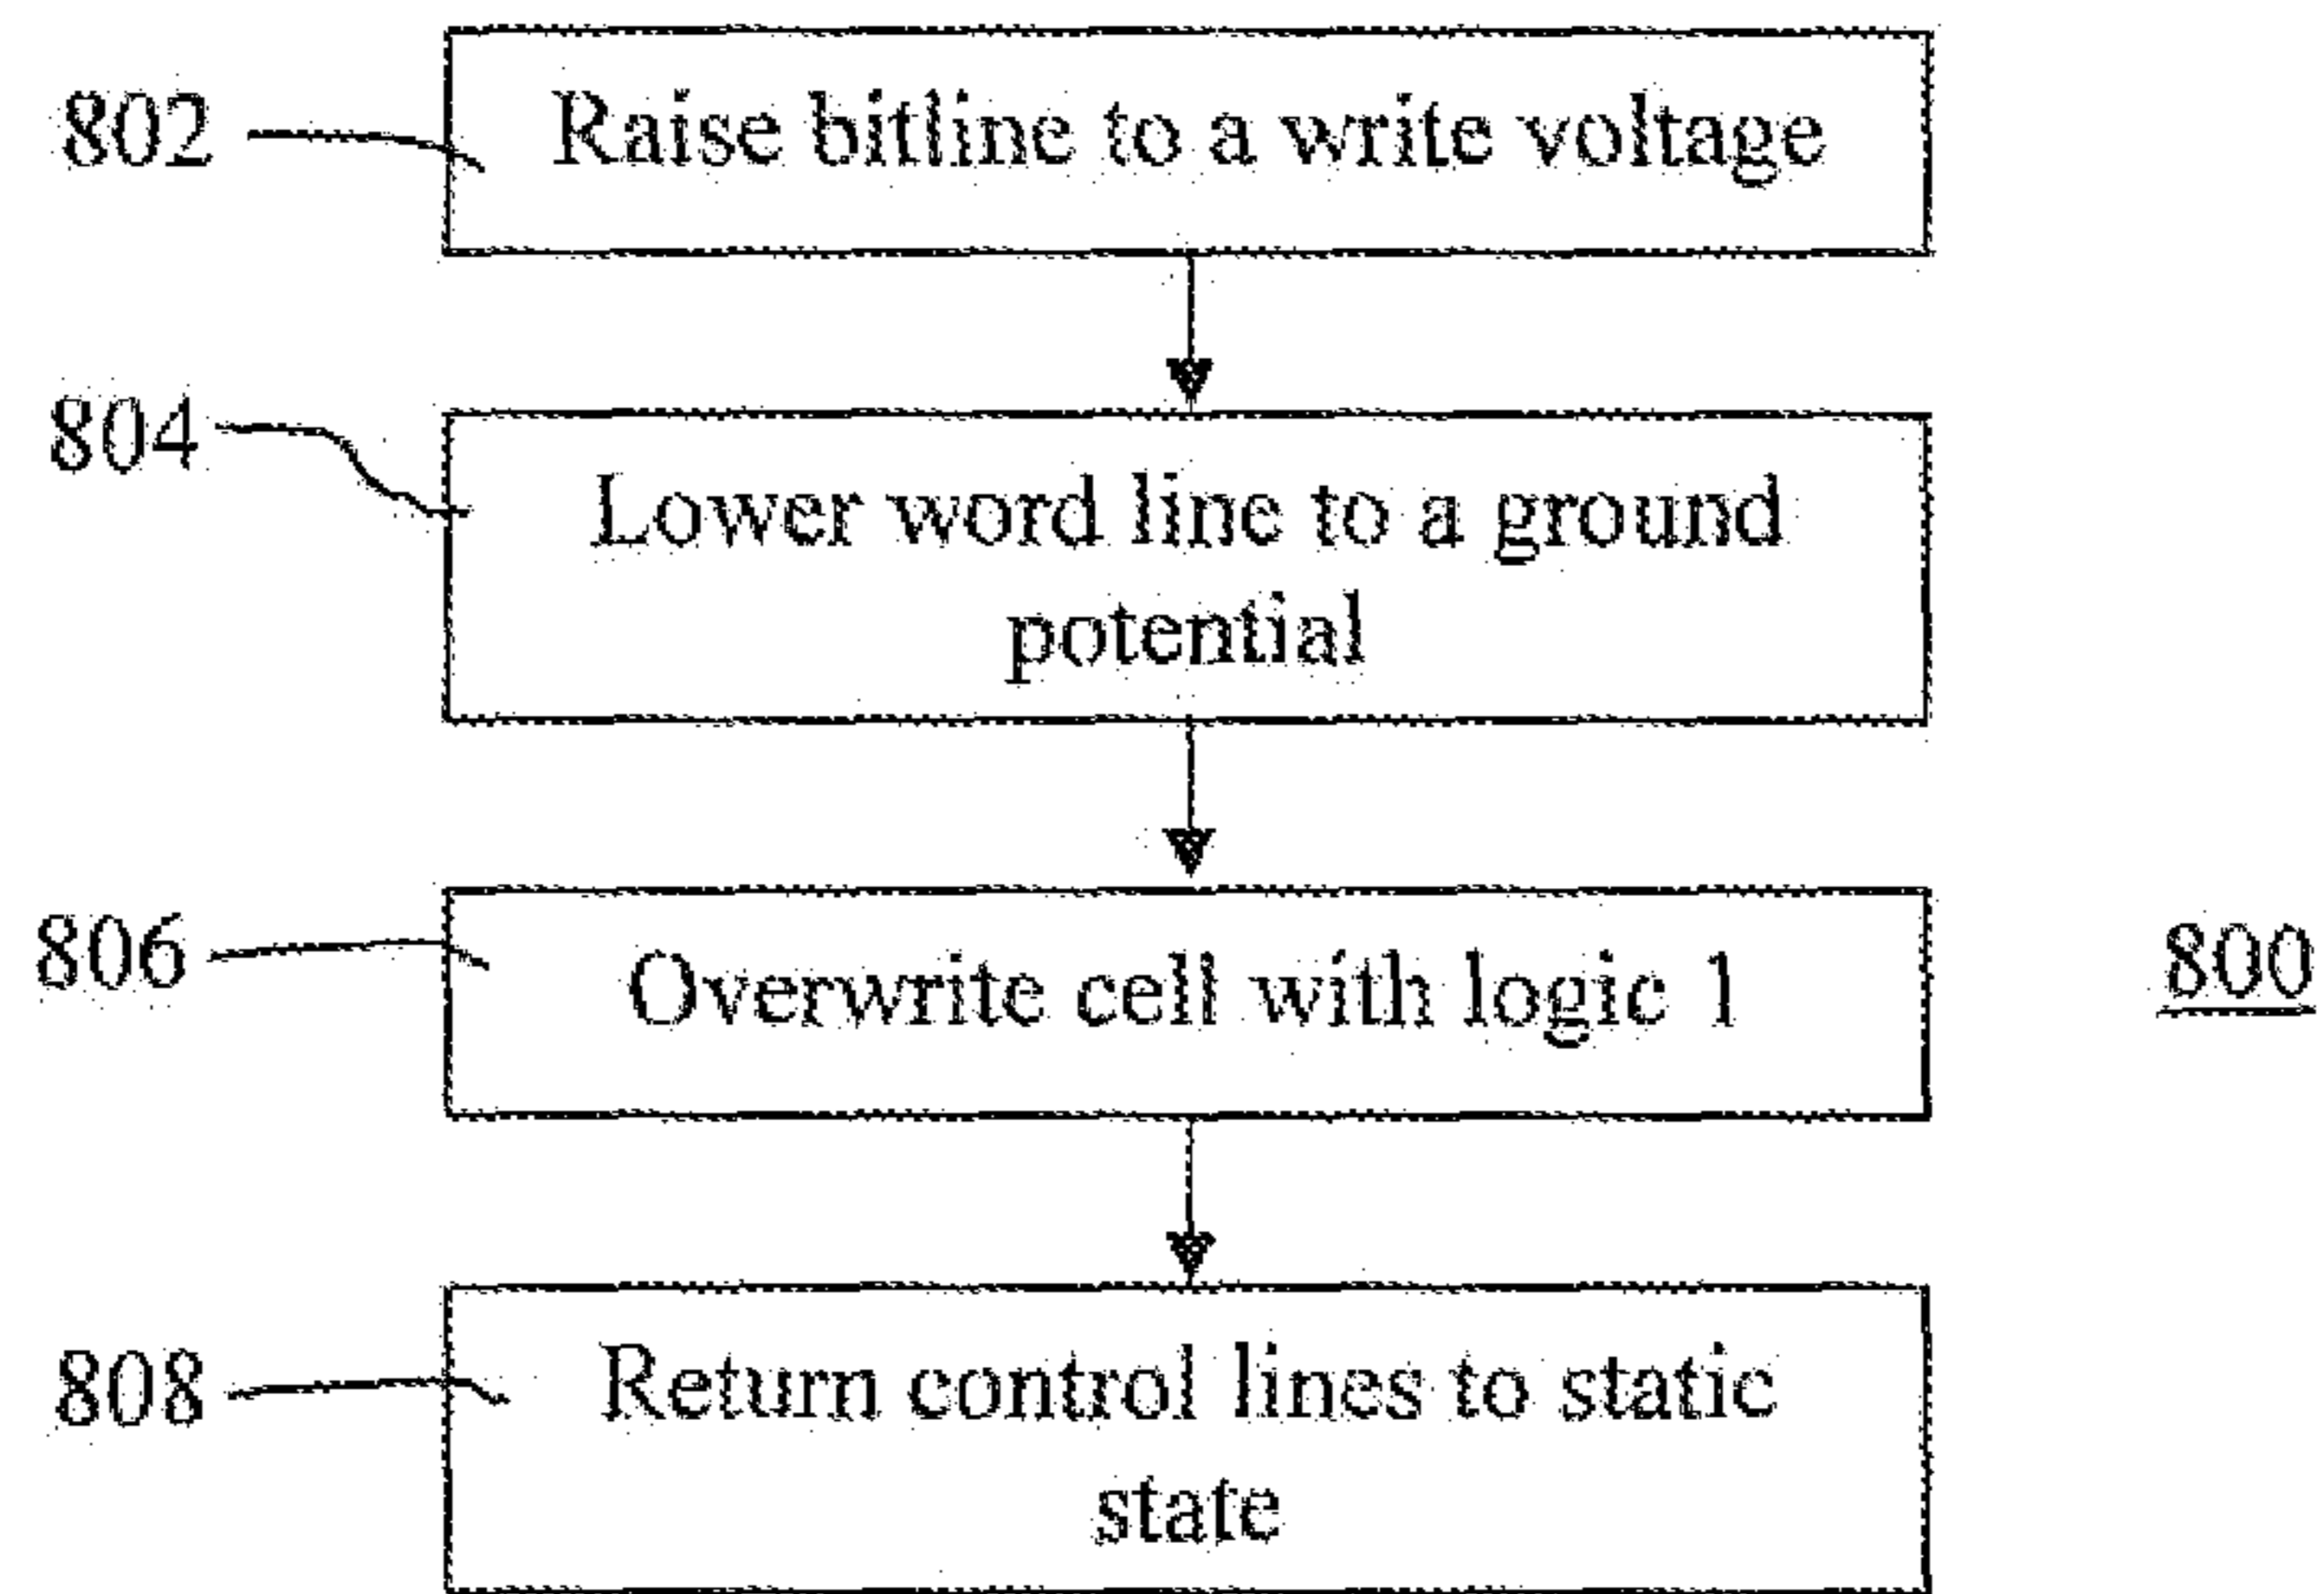 802
Raise bitline to a write voltage
804
Lower word line to a ground
potential
806
Overwrite cell with logic 1
800
808
Return control lines to static
state